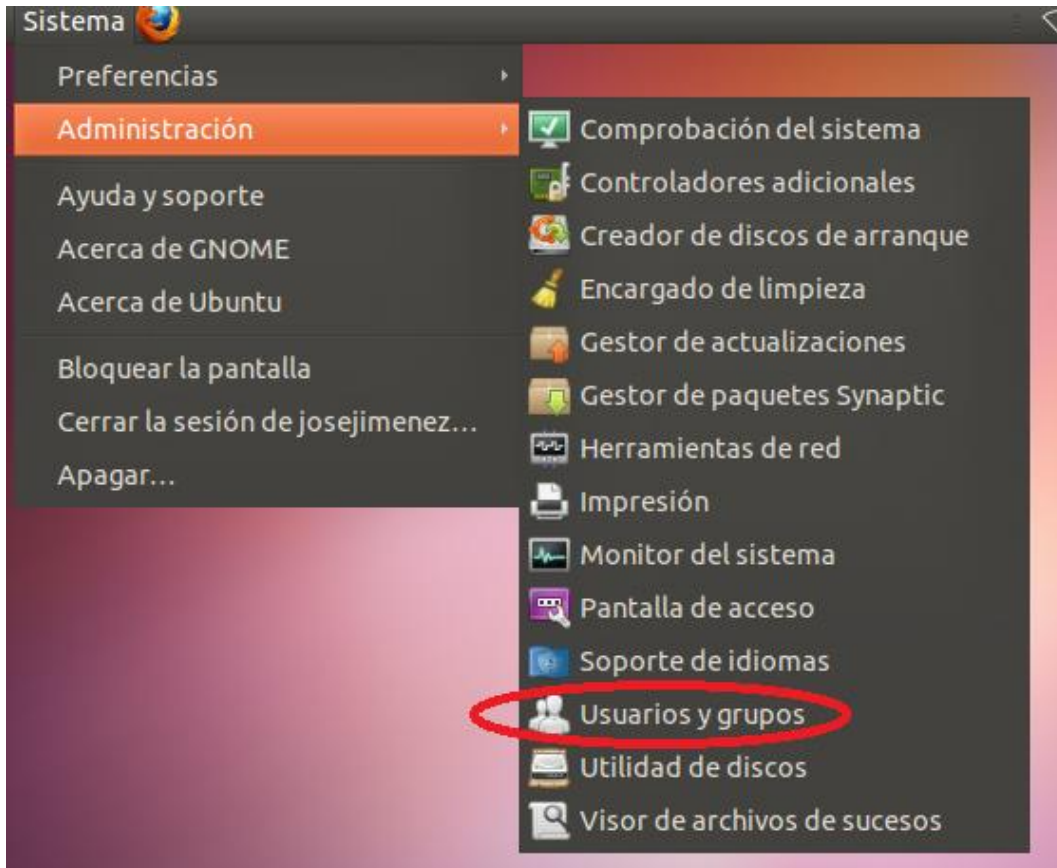 Sistema
Preferencias
Administración
Ayuda y soporte
Acerca de GNOME
Acerca de Ubuntu
Bloquear la pantalla
Cerrar la sesión de josejimenez...
Apagar...
Comprobación del sistema
Controladores adicionales
Creador de discos de arranque
Encargado de limpieza
Gestor de actualizaciones
Gestor de paquetes Synaptic
Herramientas de red
Impresión
Monitor del sistema
Pantalla de acceso
Soporte de idiomas
Usuarios y grupos
Utilidad de discos
Visor de archivos de sucesos